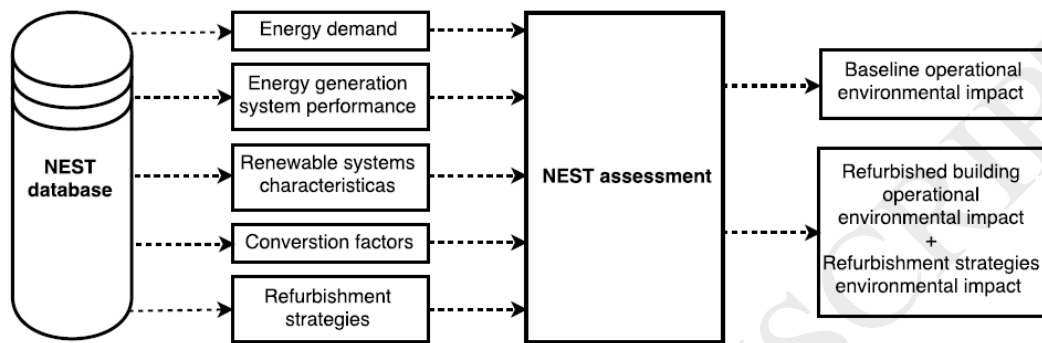 NEST
database
Energy demand
Energy generation
system performance
Renewable systems
characteristicas
Converstion factors
Refurbishment
strategies
NEST assessment
Baseline operational
environmental impact
Refurbished building
operational
environmental impact
+
Refurbishment strategies
environmental impact
SCRIP